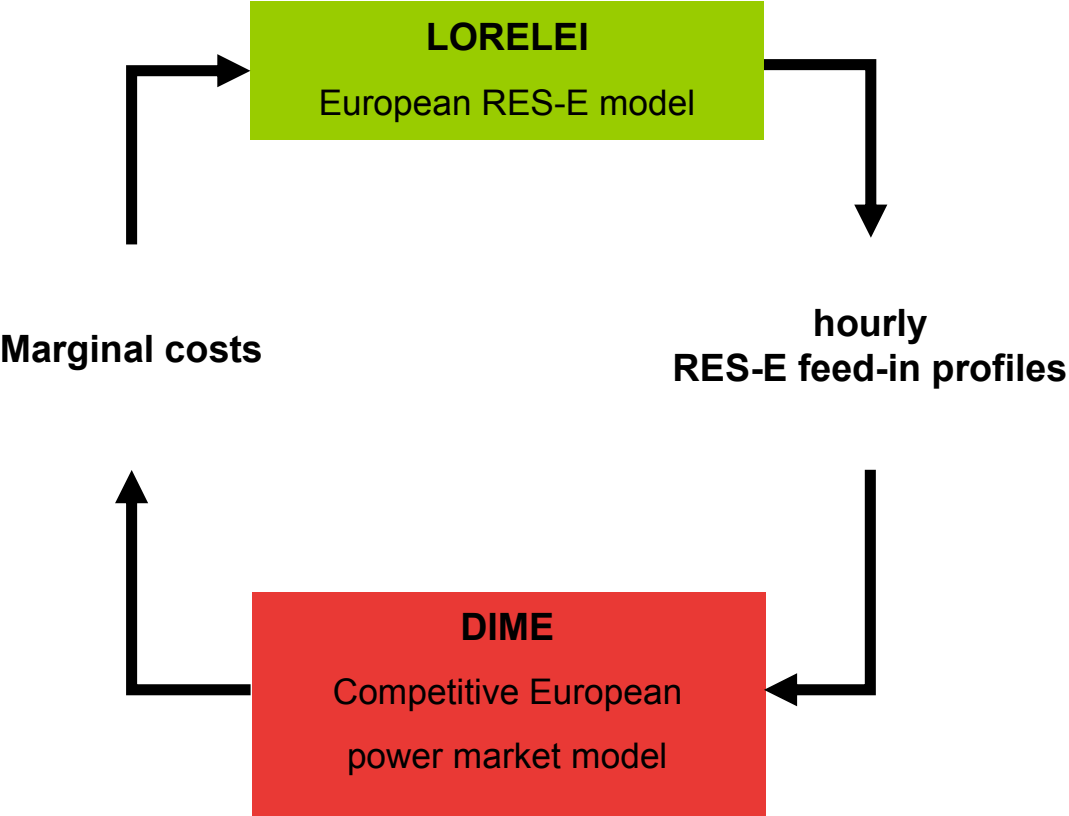 LORELEI
European RES-E model
Marginal costs
hourly
RES-E feed-in profiles
DIME
Competitive European
power market model